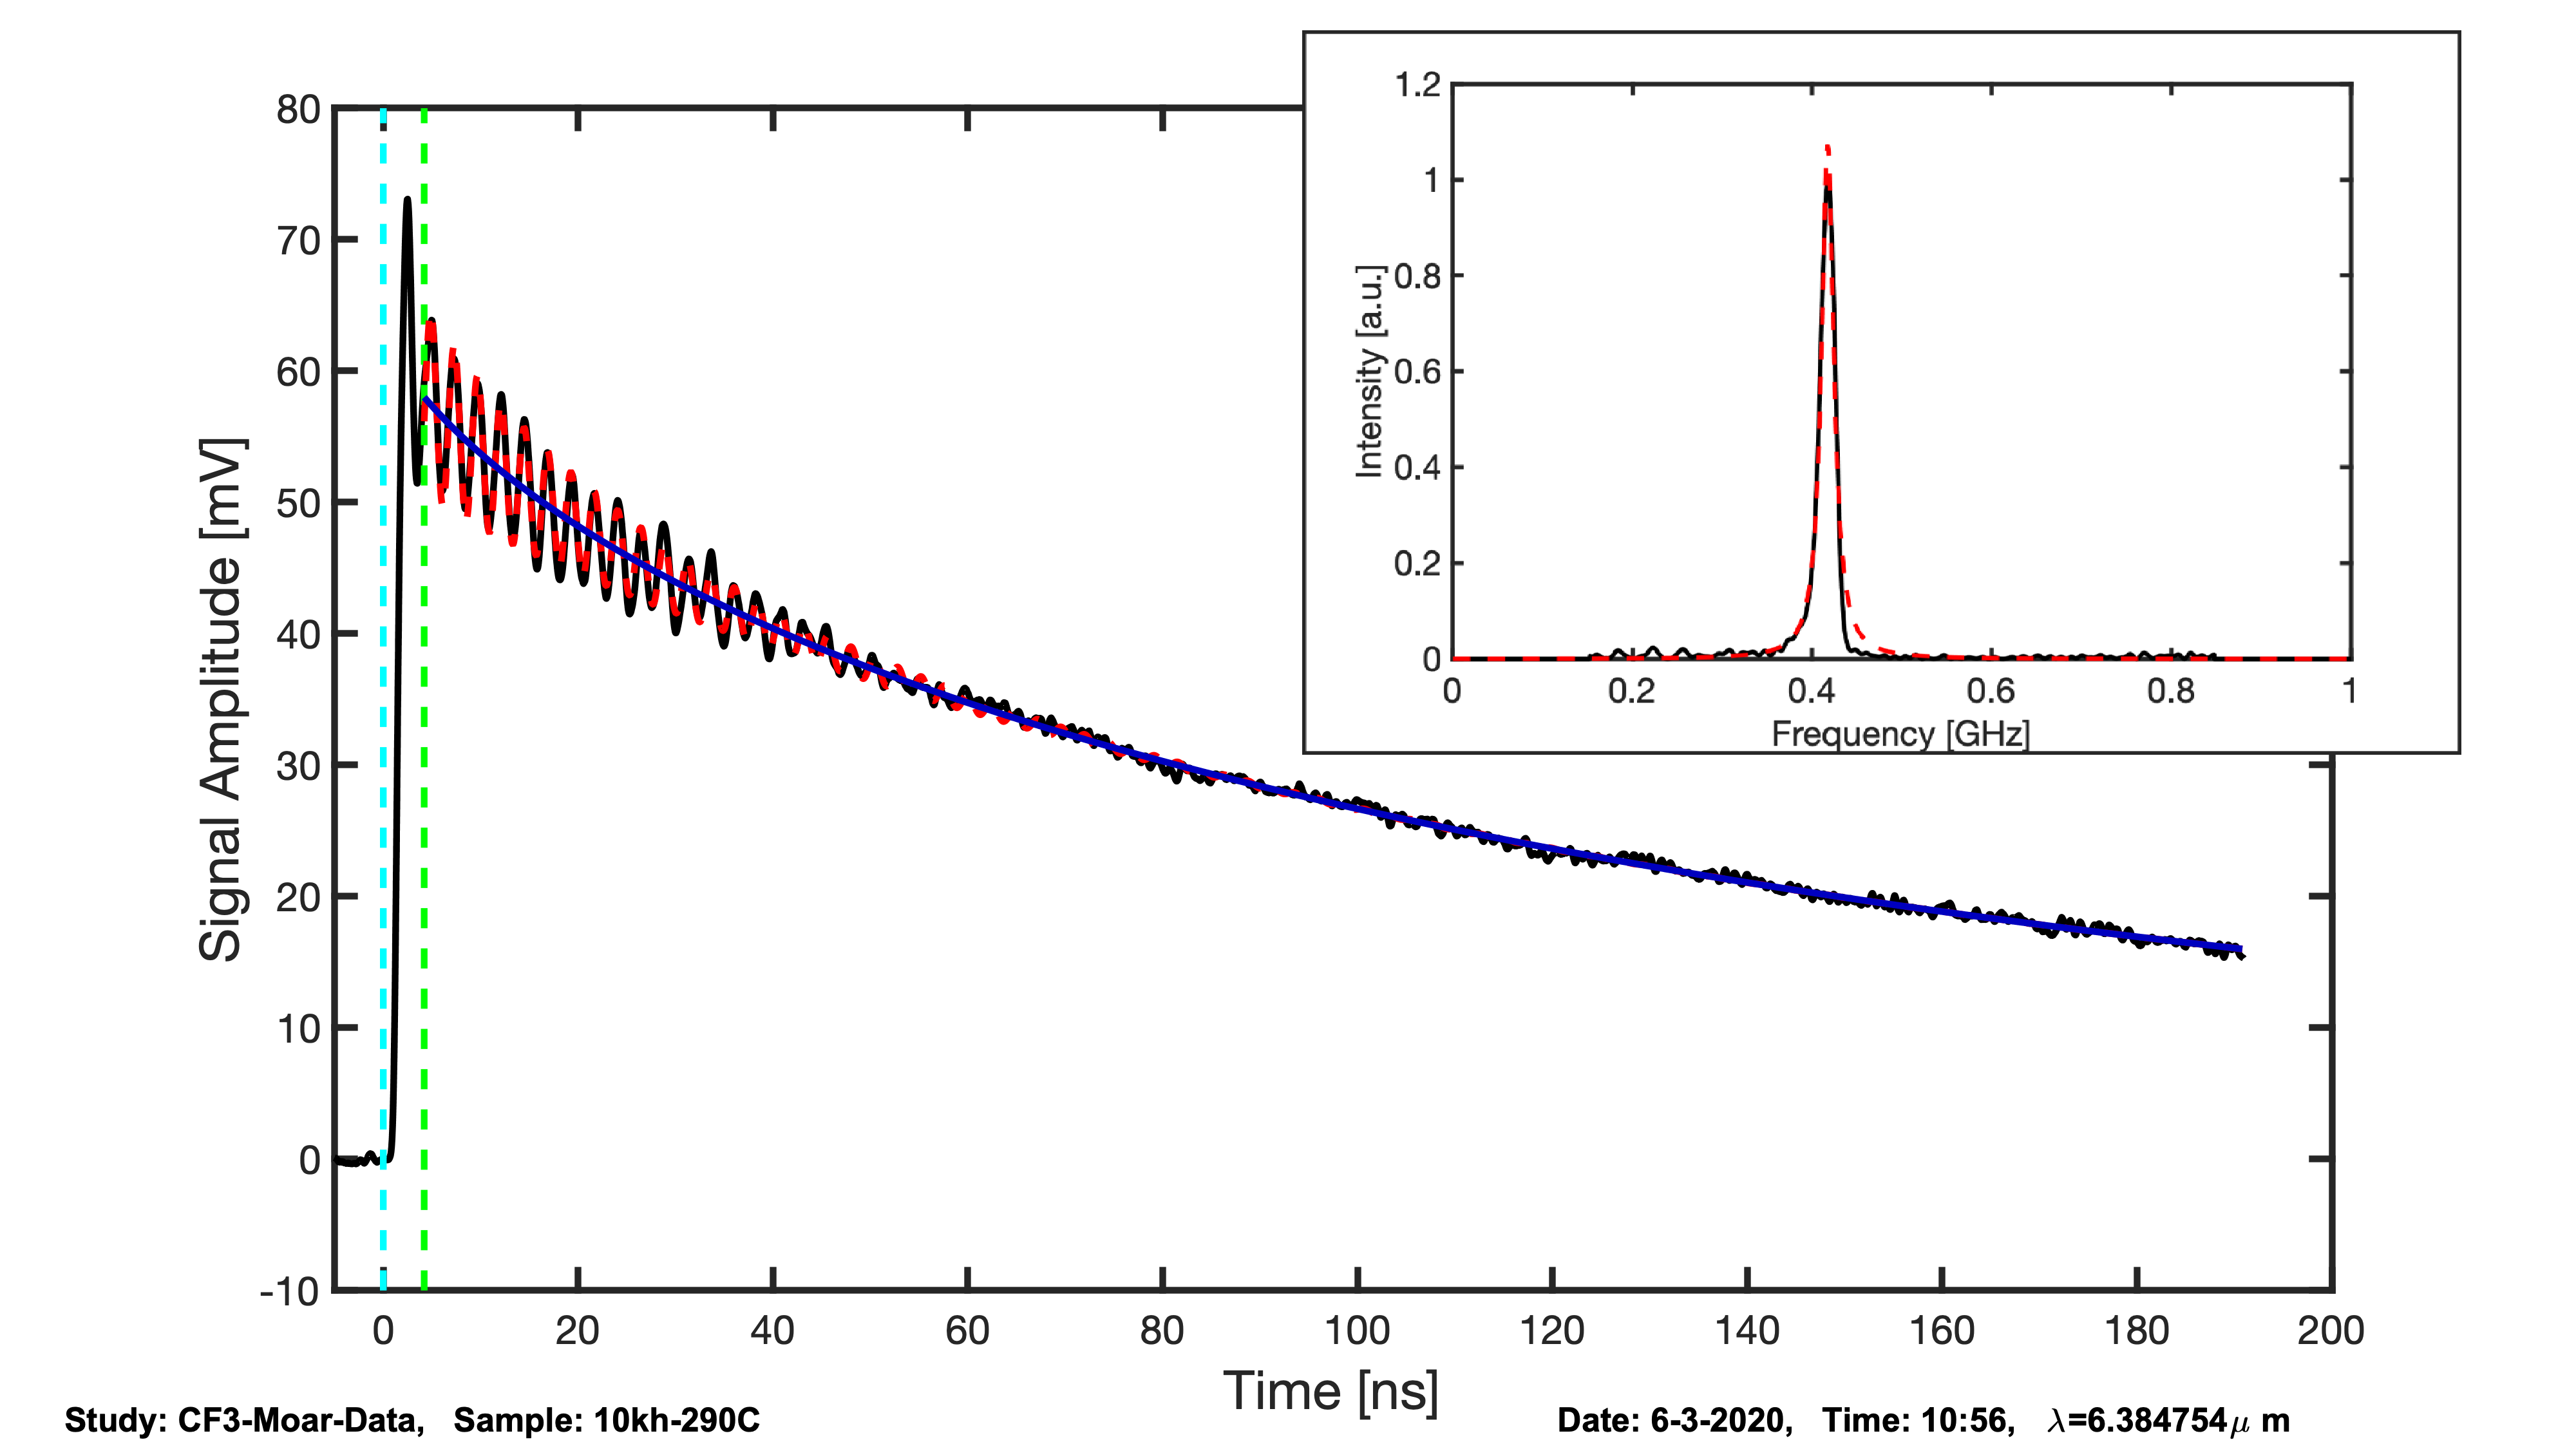 1.2
1
0.8
0.6
0.4
0.2
0
Intensity [a.u.]
0 0.2 0.4 0.6 0.8 1
Frequency [GHz]
80
70
60
50
40
30
20
10
0
-10
Signal Amplitude [mV]
0 20 40 60 80 100 120 140 160 180 200
Time [ns]
Study: CF3-Moar-Data, Sample: 10kh-290C
Date: 6-3-2020, Time: 10:56, λ=6.384754μ m